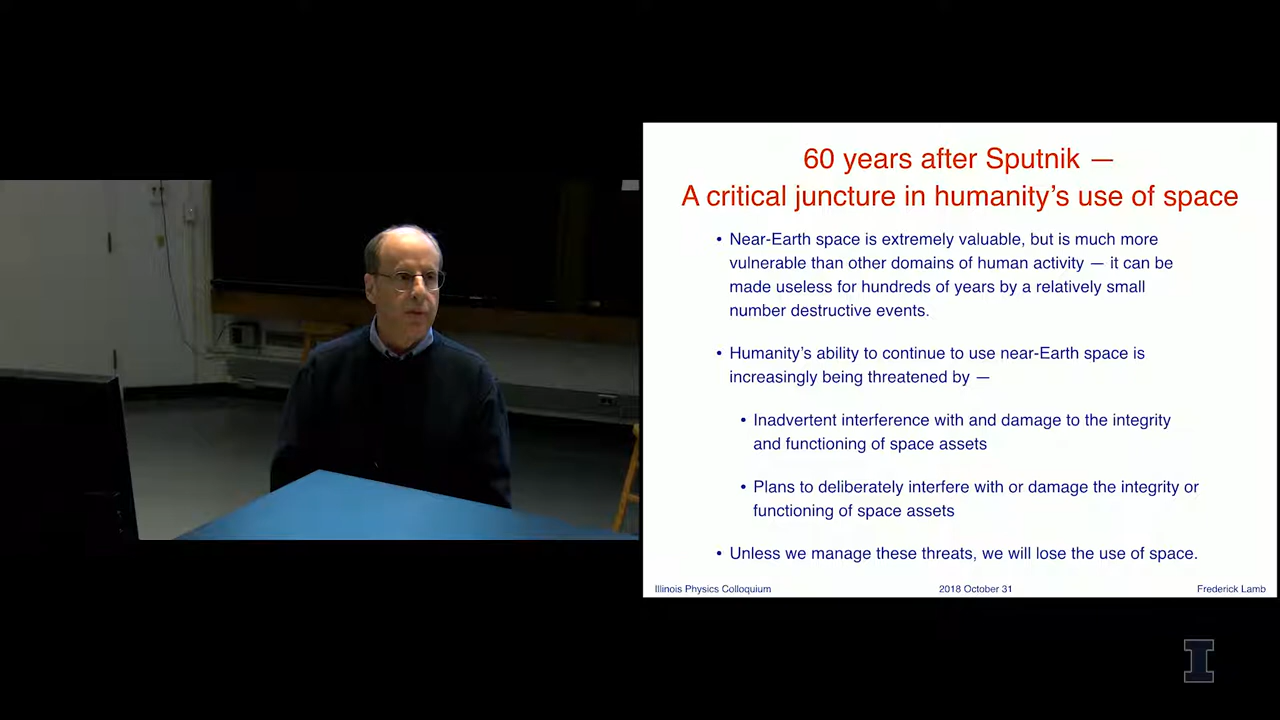 60 years after Sputnik —
A critical juncture in humanity's use of space
• Near-Earth space is extremely valuable, but is much more
vulnerable than other domains of human activity — it can be
made useless for hundreds of years by a relatively small
number destructive events.
• Humanity's ability to continue to use near-Earth space is
increasingly being threatened by —
• Inadvertent interference with and damage to the integrity
and functioning of space assets
• Plans to deliberately interfere with or damage the integrity or
functioning of space assets
• Unless we manage these threats, we will lose the use of space.
Illinois Physics Colloquium
2018 October 31
Frederick Lamb
I